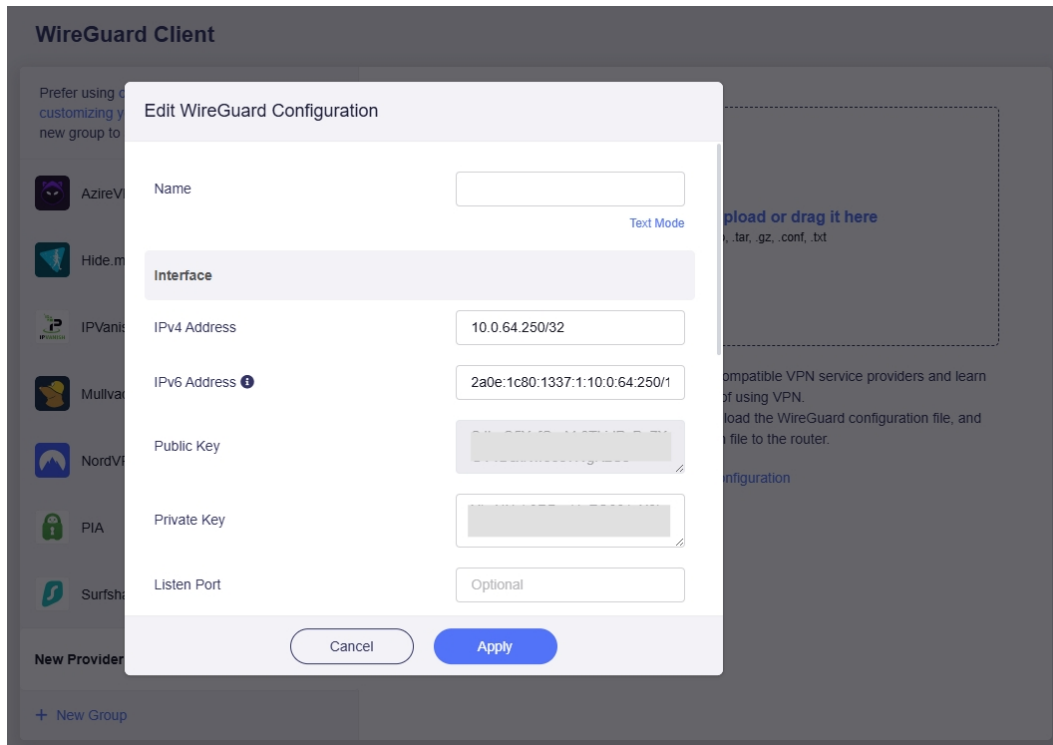 WireGuard Client
Prefer using
customizing
new group to
Edit WireGuard Configuration
Name
Text Mode
Interface
IPv4 Address
10.0.64.250/32
IPv6 Address
2a0e:1c80:1337:1:10:0:64:250/1
Public Key
Private Key
Listen Port
Optional
Cancel
Apply
AzireV
Hide.m
IPVanis
Mullvad
NordVP
PIA
Surfsha
New Provider
+ New Group
pload or drag it here
, .tar, .gz, .conf, .txt
ompatible VPN service providers and learn
of using VPN.
load the WireGuard configuration file, and
file to the router.
nfiguration